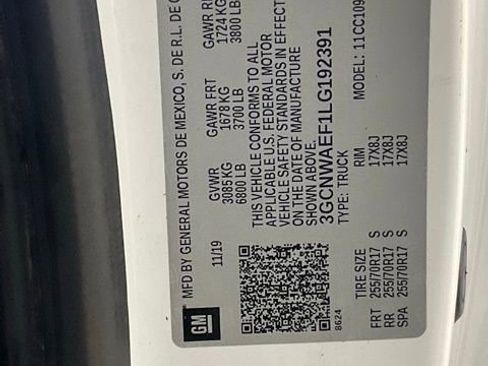 GM
MFD BY GENERAL MOTORS DE MEXICO, S. DE R.L. DE
11/19
GVWR
3085 KG
6800 LB
GAWR FRT
1678 KG
3700 LB
GAWR
1724 KG
3800 LB
THIS VEHICLE CONFORMS TO ALL
APPLICABLE U.S. FEDERAL MOTOR
VEHICLE SAFETY STANDARDS IN EFFECT
ON THE DATE OF MANUFACTURE
SHOWN ABOVE.
3GCNWAEF1LG192391
TYPE: TRUCK
11CC109
8624
TIRE SIZE RIM
FRT 255/70R17 S 17X8J
RR 255/70R17 S 17X8J
SPA 255/70R17 S 17X8J